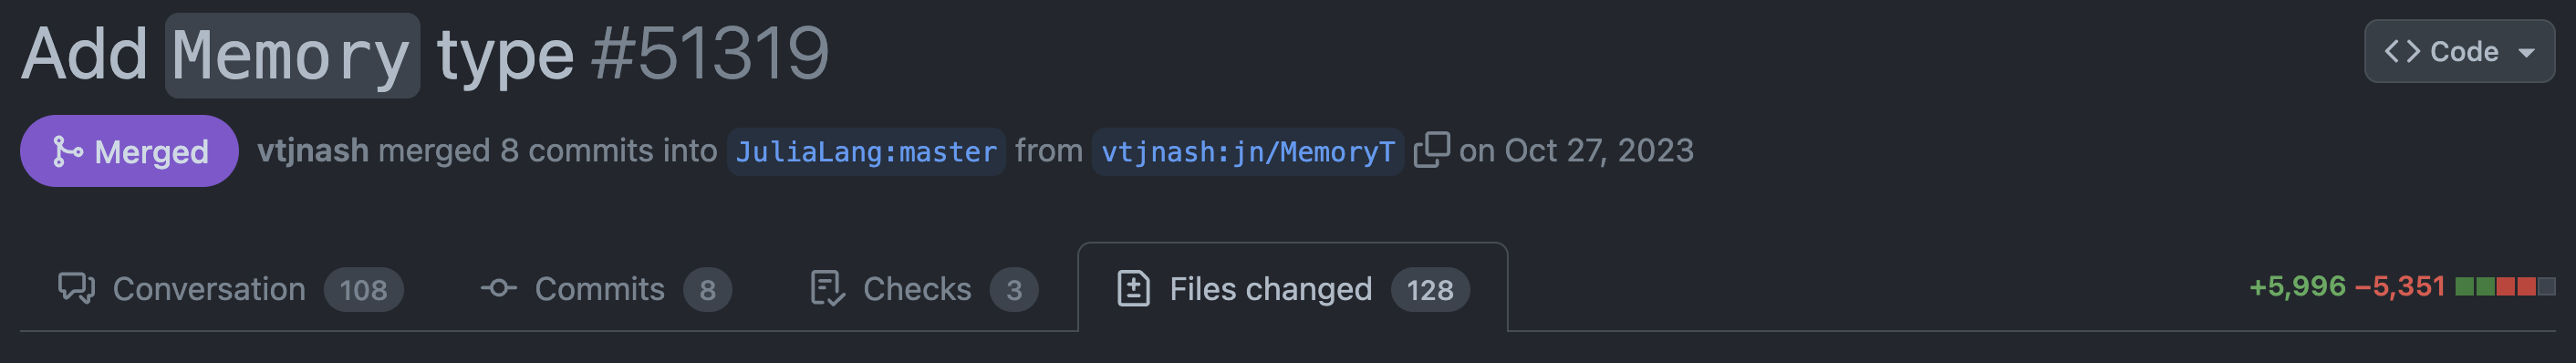 Add Memory type #51319
Code
Merged vtjnash merged 8 commits into JuliaLang:master from vtjnash:jn/MemoryT on Oct 27, 2023
Conversation 108 Commits 8 Checks 3 Files changed 128 +5,996 −5,351